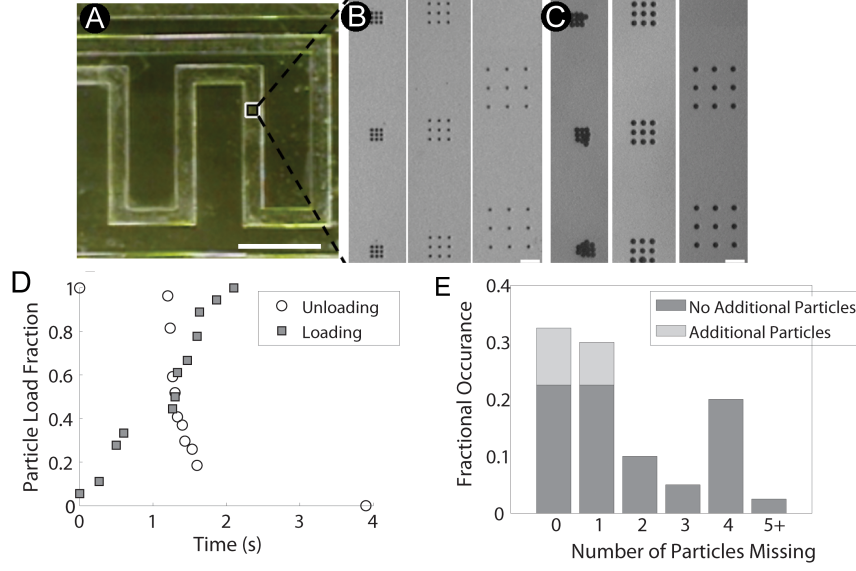 A
B
C
D
Particle Load Fraction
1
0.8
0.6
0.4
0.2
0
0 1 2 3 4
Time (s)
Unloading
Loading
E
Fractional Occurance
0.4
0.3
0.2
0.1
0
0 1 2 3 4 5+
Number of Particles Missing
No Additional Particles
Additional Particles